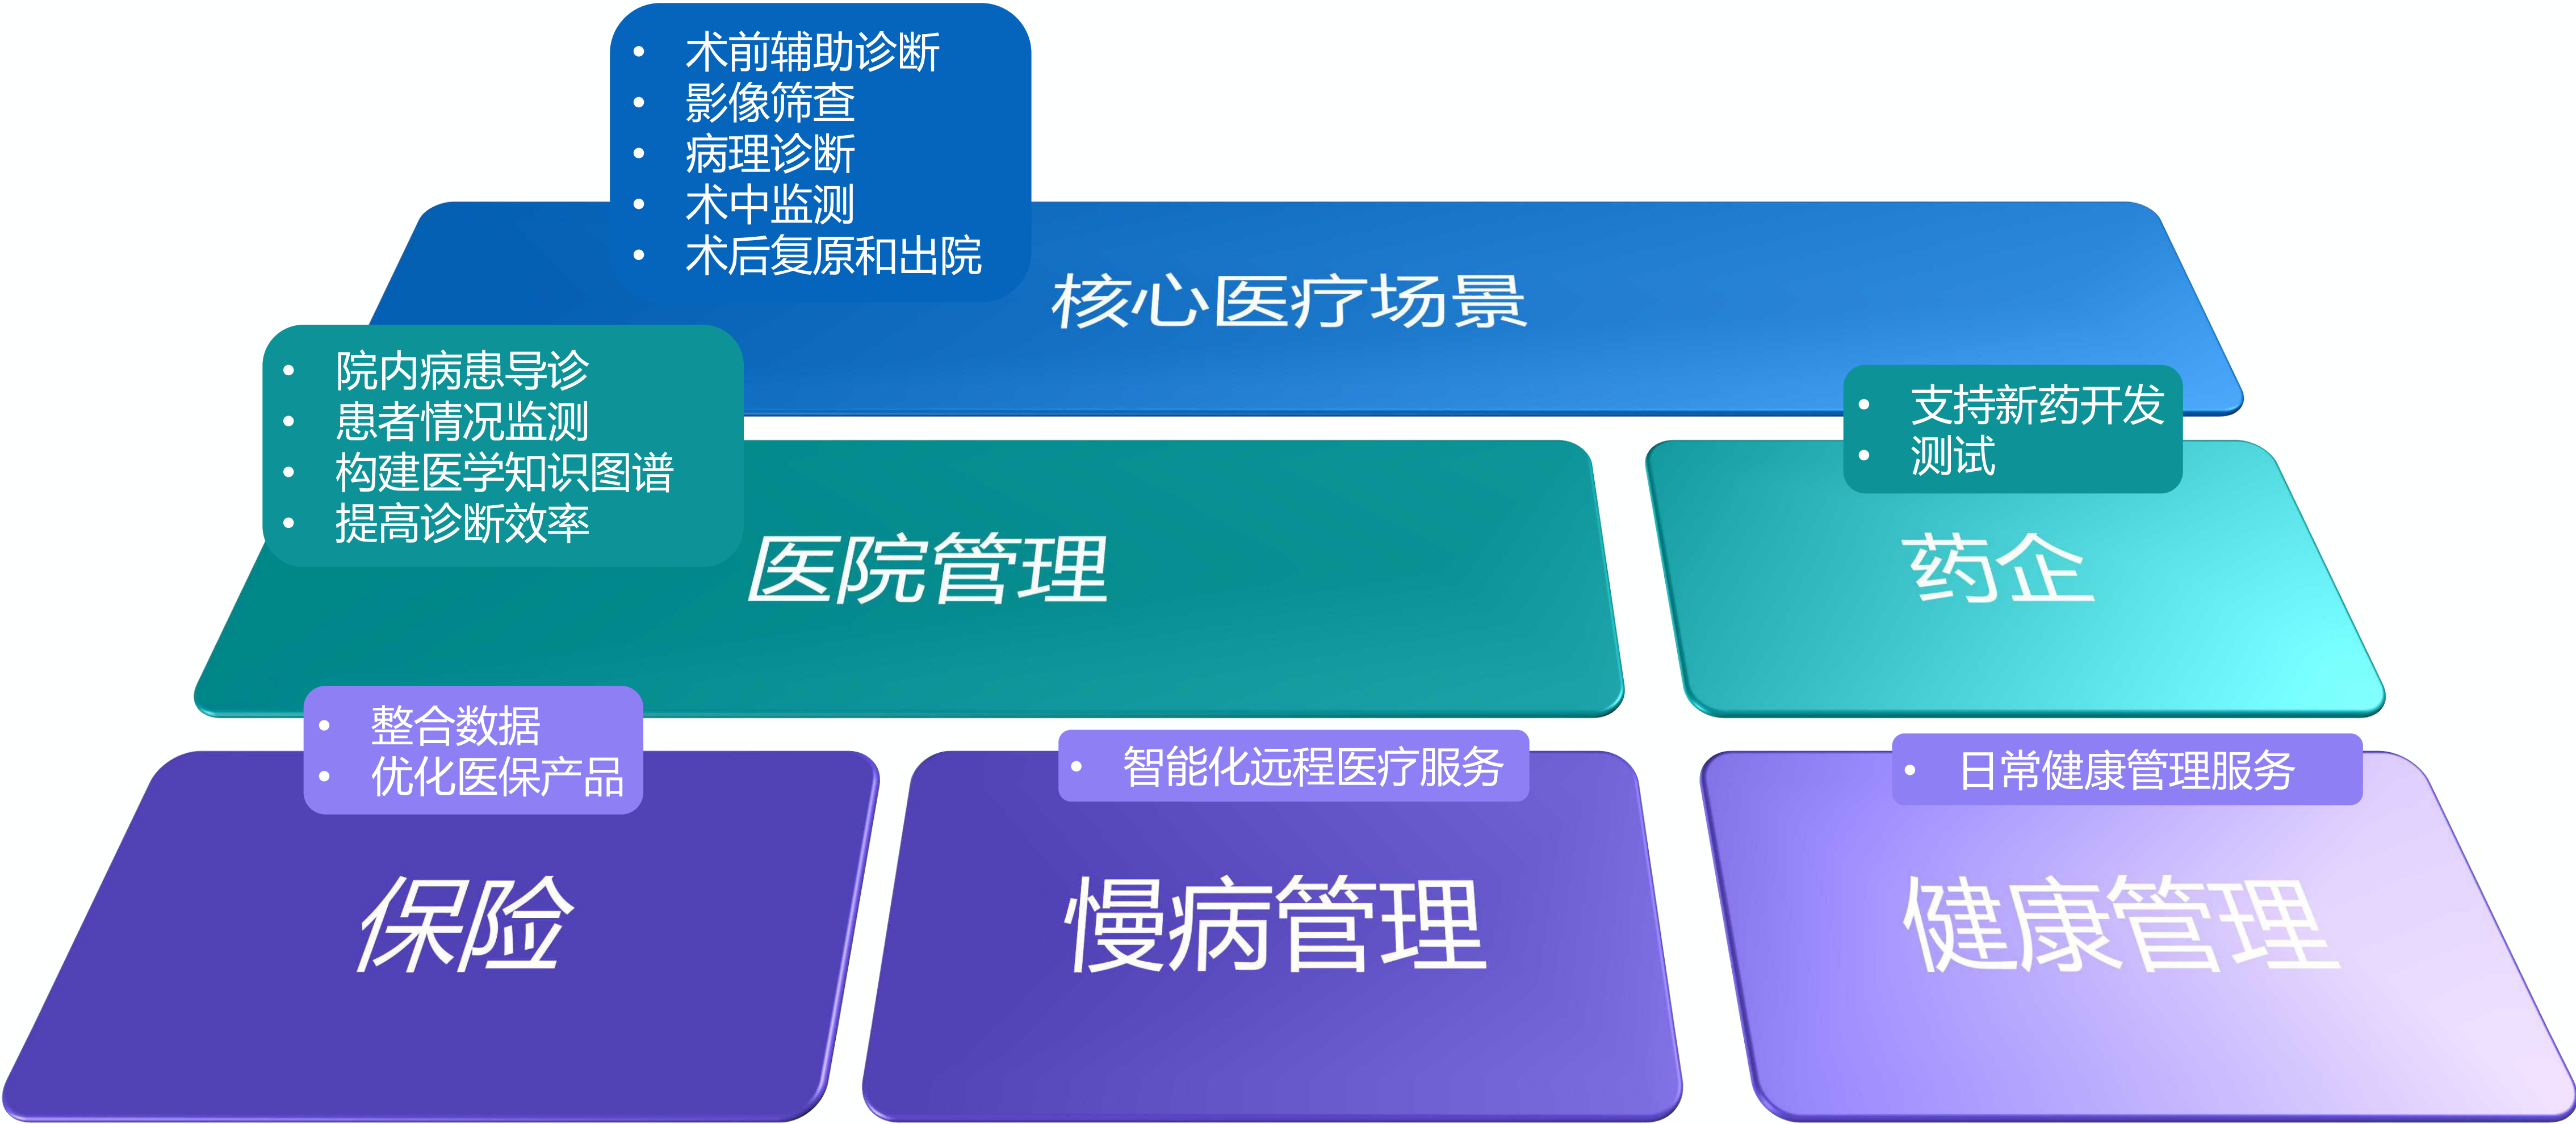 • 术前辅助诊断
• 影像筛查
• 病理诊断
• 术中监测
• 术后复原和出院
核心医疗场景
• 院内病患导诊
• 患者情况监测
• 构建医学知识图谱
• 提高诊断效率
医院管理
• 支持新药开发
• 测试
药企
• 整合数据
• 优化医保产品
保险
• 智能化远程医疗服务
慢病管理
• 日常健康管理服务
健康管理